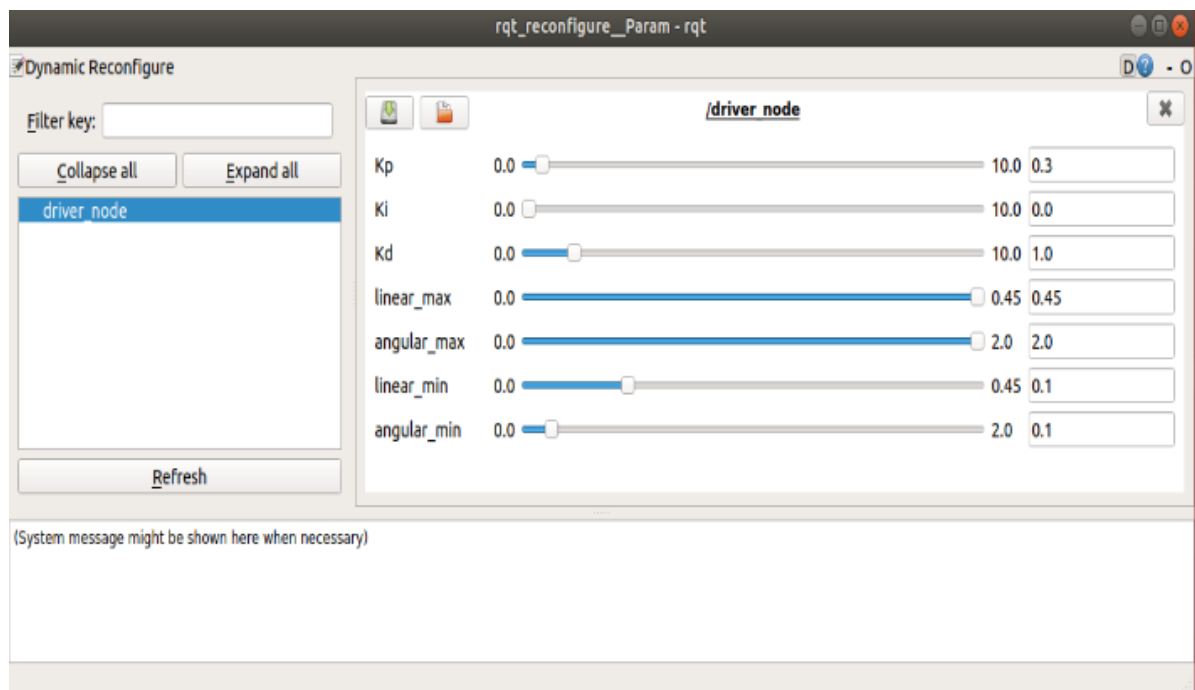 rqt_reconfigure__Param - rqt
Dynamic Reconfigure
D? - O
Filter key:
Collapse all Expand all
driver_node
Refresh
/driver_node
Kp 0.0 10.0 0.3
Ki 0.0 10.0 0.0
Kd 0.0 10.0 1.0
linear_max 0.0 0.45 0.45
angular_max 0.0 2.0 2.0
linear_min 0.0 0.45 0.1
angular_min 0.0 2.0 0.1
(System message might be shown here when necessary)